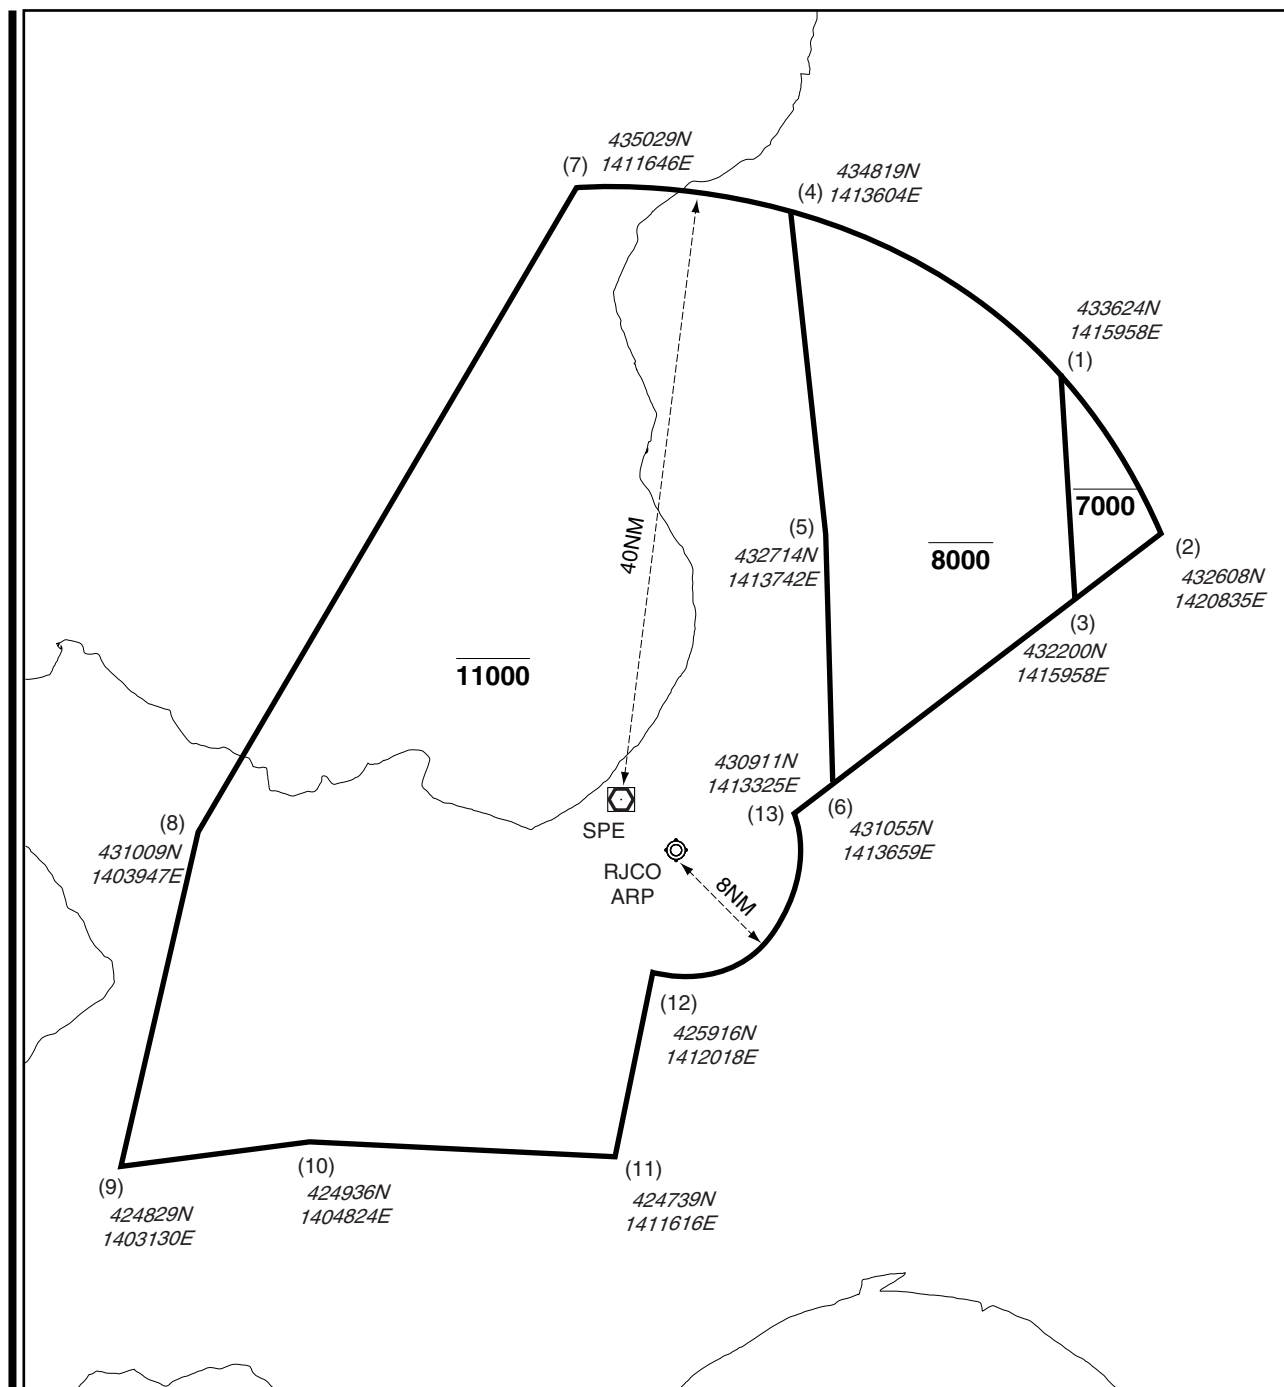 435029N
(7) 1411646E
434819N
(4) 1413604E
433624N
1415958E
(1)
7000
40NM
(5)
432714N
1413742E
8000
(2)
432608N
1420835E
(3)
432200N
1415958E
11000
430911N
1413325E
(13)
(6)
431055N
1413659E
SPE
(8)
431009N
1403947E
RJCO
ARP
8NM
(12)
425916N
1412018E
(9)
424829N
1403130E
(10)
424936N
1404824E
(11)
424739N
1411616E